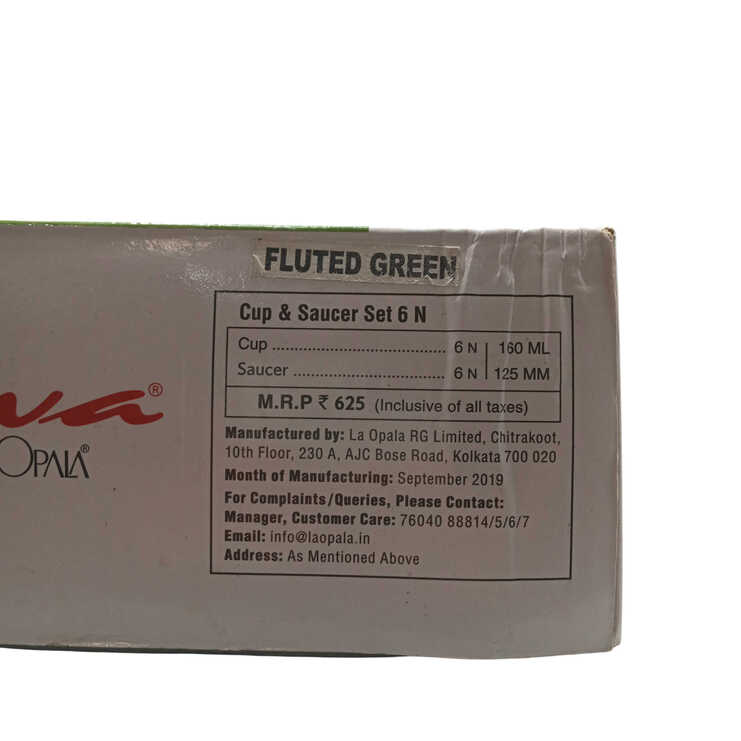 FLUTED GREEN
Cup & Saucer Set 6 N
Cup ........................................ 6 N | 160 ML
Saucer .................................... 6 N | 125 MM
M.R.P ₹ 625 (Inclusive of all taxes)
Manufactured by: La Opala RG Limited, Chitrakoot,
10th Floor, 230 A, AJC Bose Road, Kolkata 700 020
Month of Manufacturing: September 2019
For Complaints/Queries, Please Contact:
Manager, Customer Care: 76040 88814/5/6/7
Email: info@laopala.in
Address: As Mentioned Above
va®
OPALA®